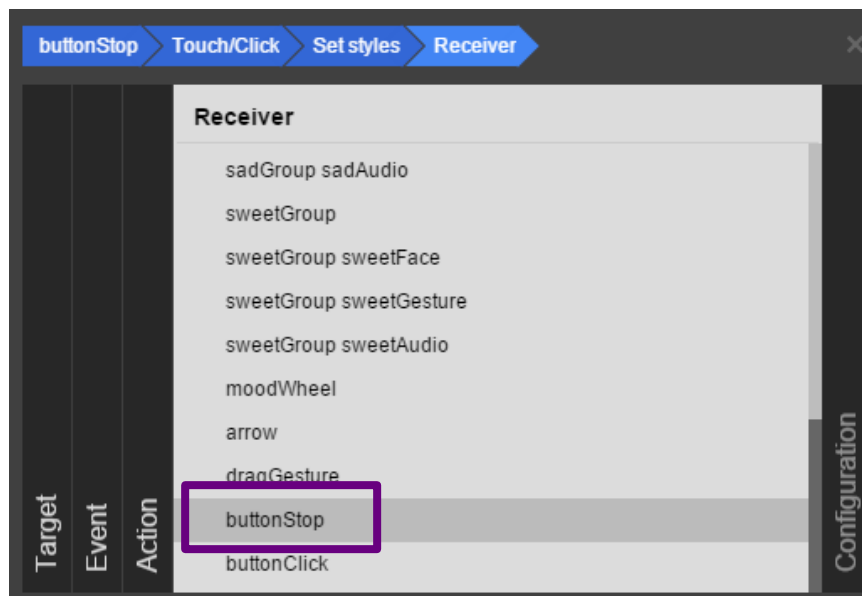 buttonStop Touch/Click Set styles Receiver
Receiver
sadGroup sadAudio
sweetGroup
sweetGroup sweetFace
sweetGroup sweetGesture
sweetGroup sweetAudio
moodWheel
arrow
dragGesture
buttonStop
buttonClick
Target
Event
Action
Configuration